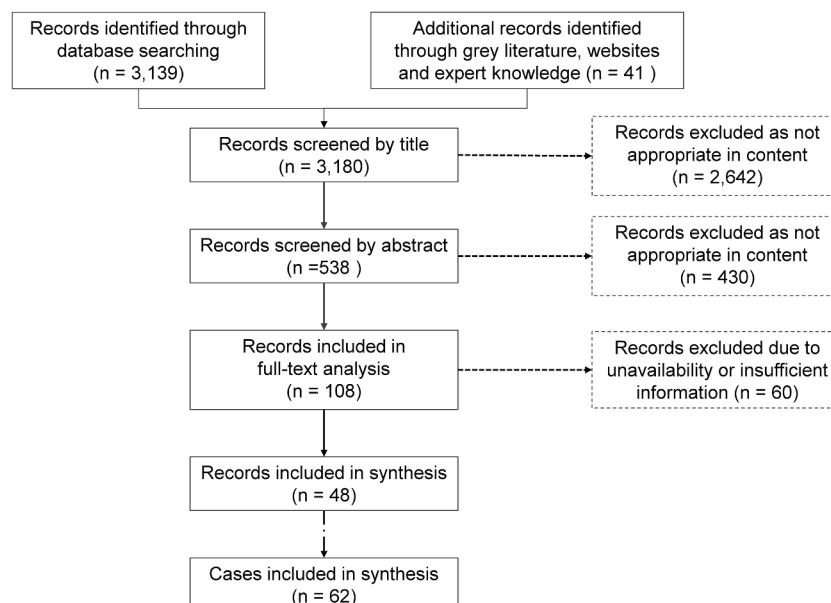 Records identified through
database searching
(n = 3,139)
Additional records identified
through grey literature, websites
and expert knowledge (n = 41 )
Records screened by title
(n = 3,180)
Records excluded as not
appropriate in content
(n = 2,642)
Records screened by abstract
(n =538 )
Records excluded as not
appropriate in content
(n = 430)
Records included in
full-text analysis
(n = 108)
Records excluded due to
unavailability or insufficient
information (n = 60)
Records included in synthesis
(n = 48)
Cases included in synthesis
(n = 62)